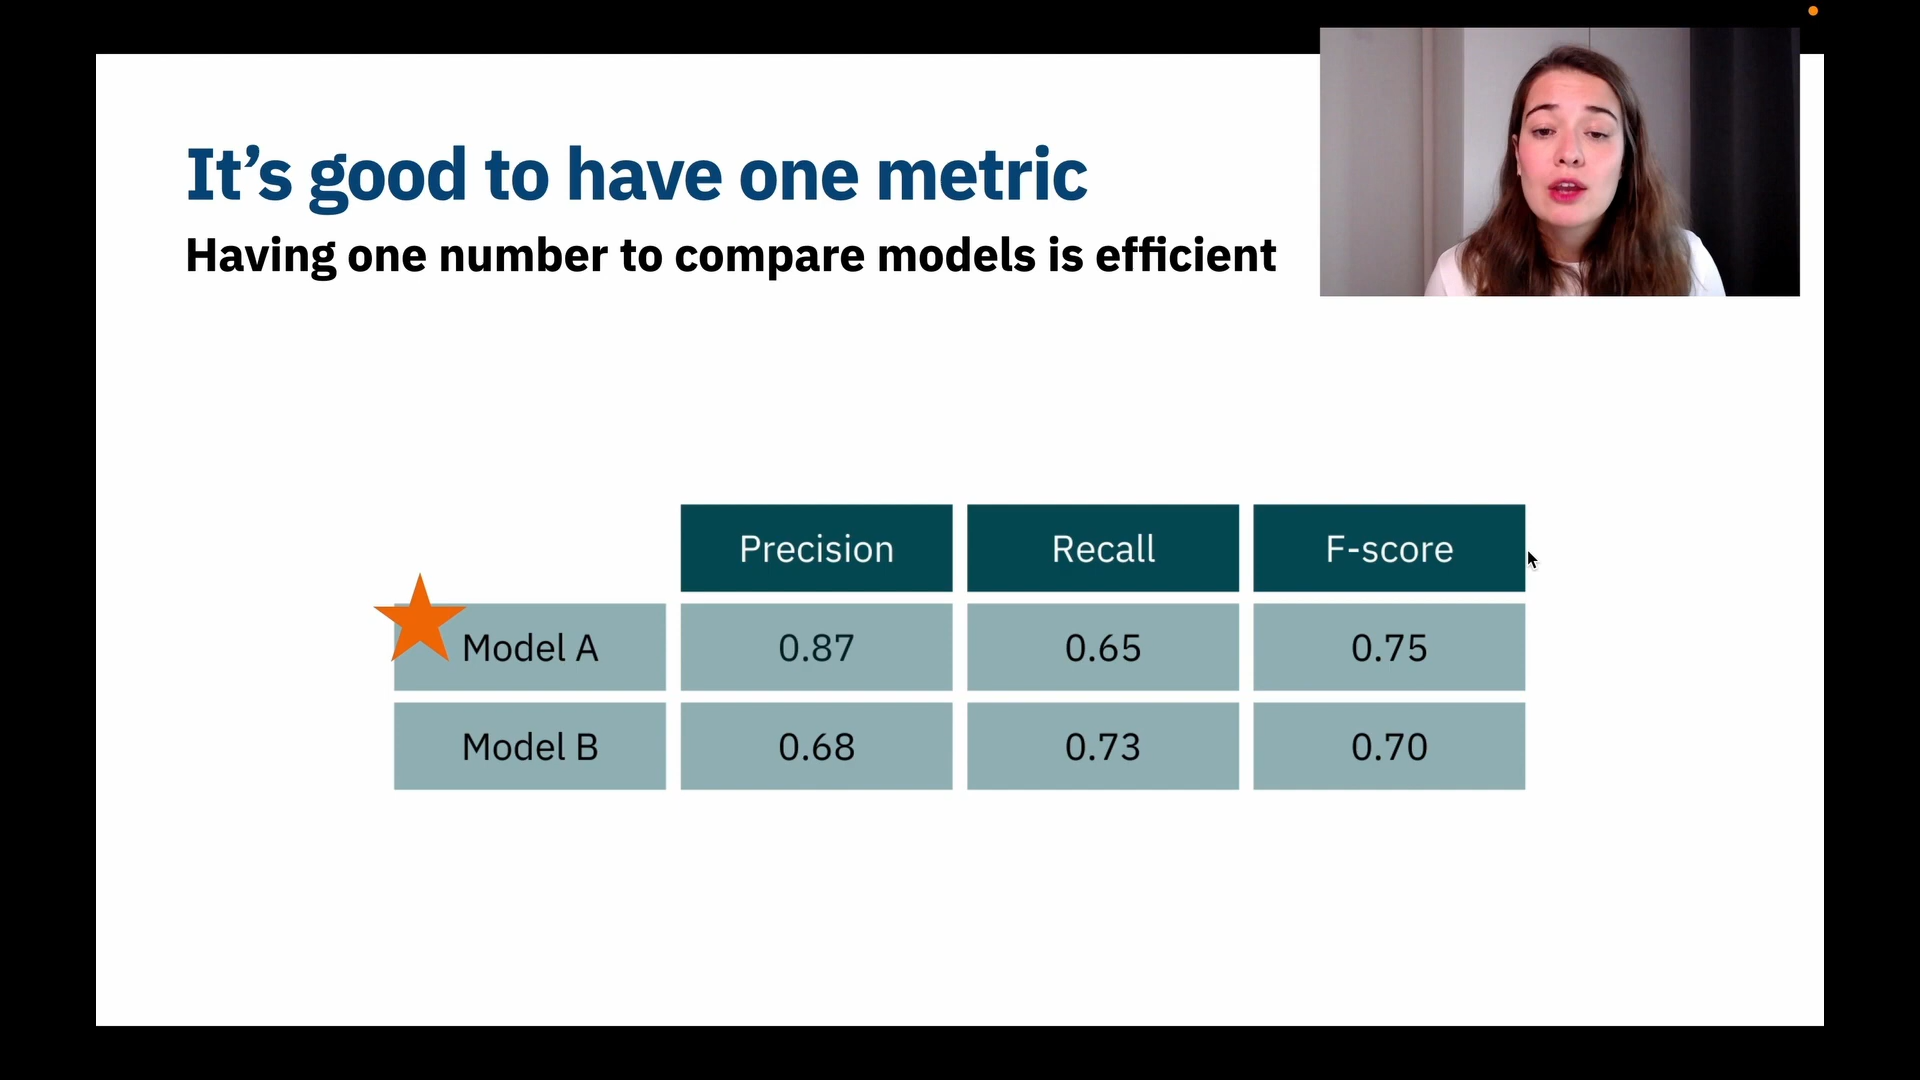 It’s good to have one metric
Having one number to compare models is efficient
Precision Recall F-score
Model A 0.87 0.65 0.75
Model B 0.68 0.73 0.70